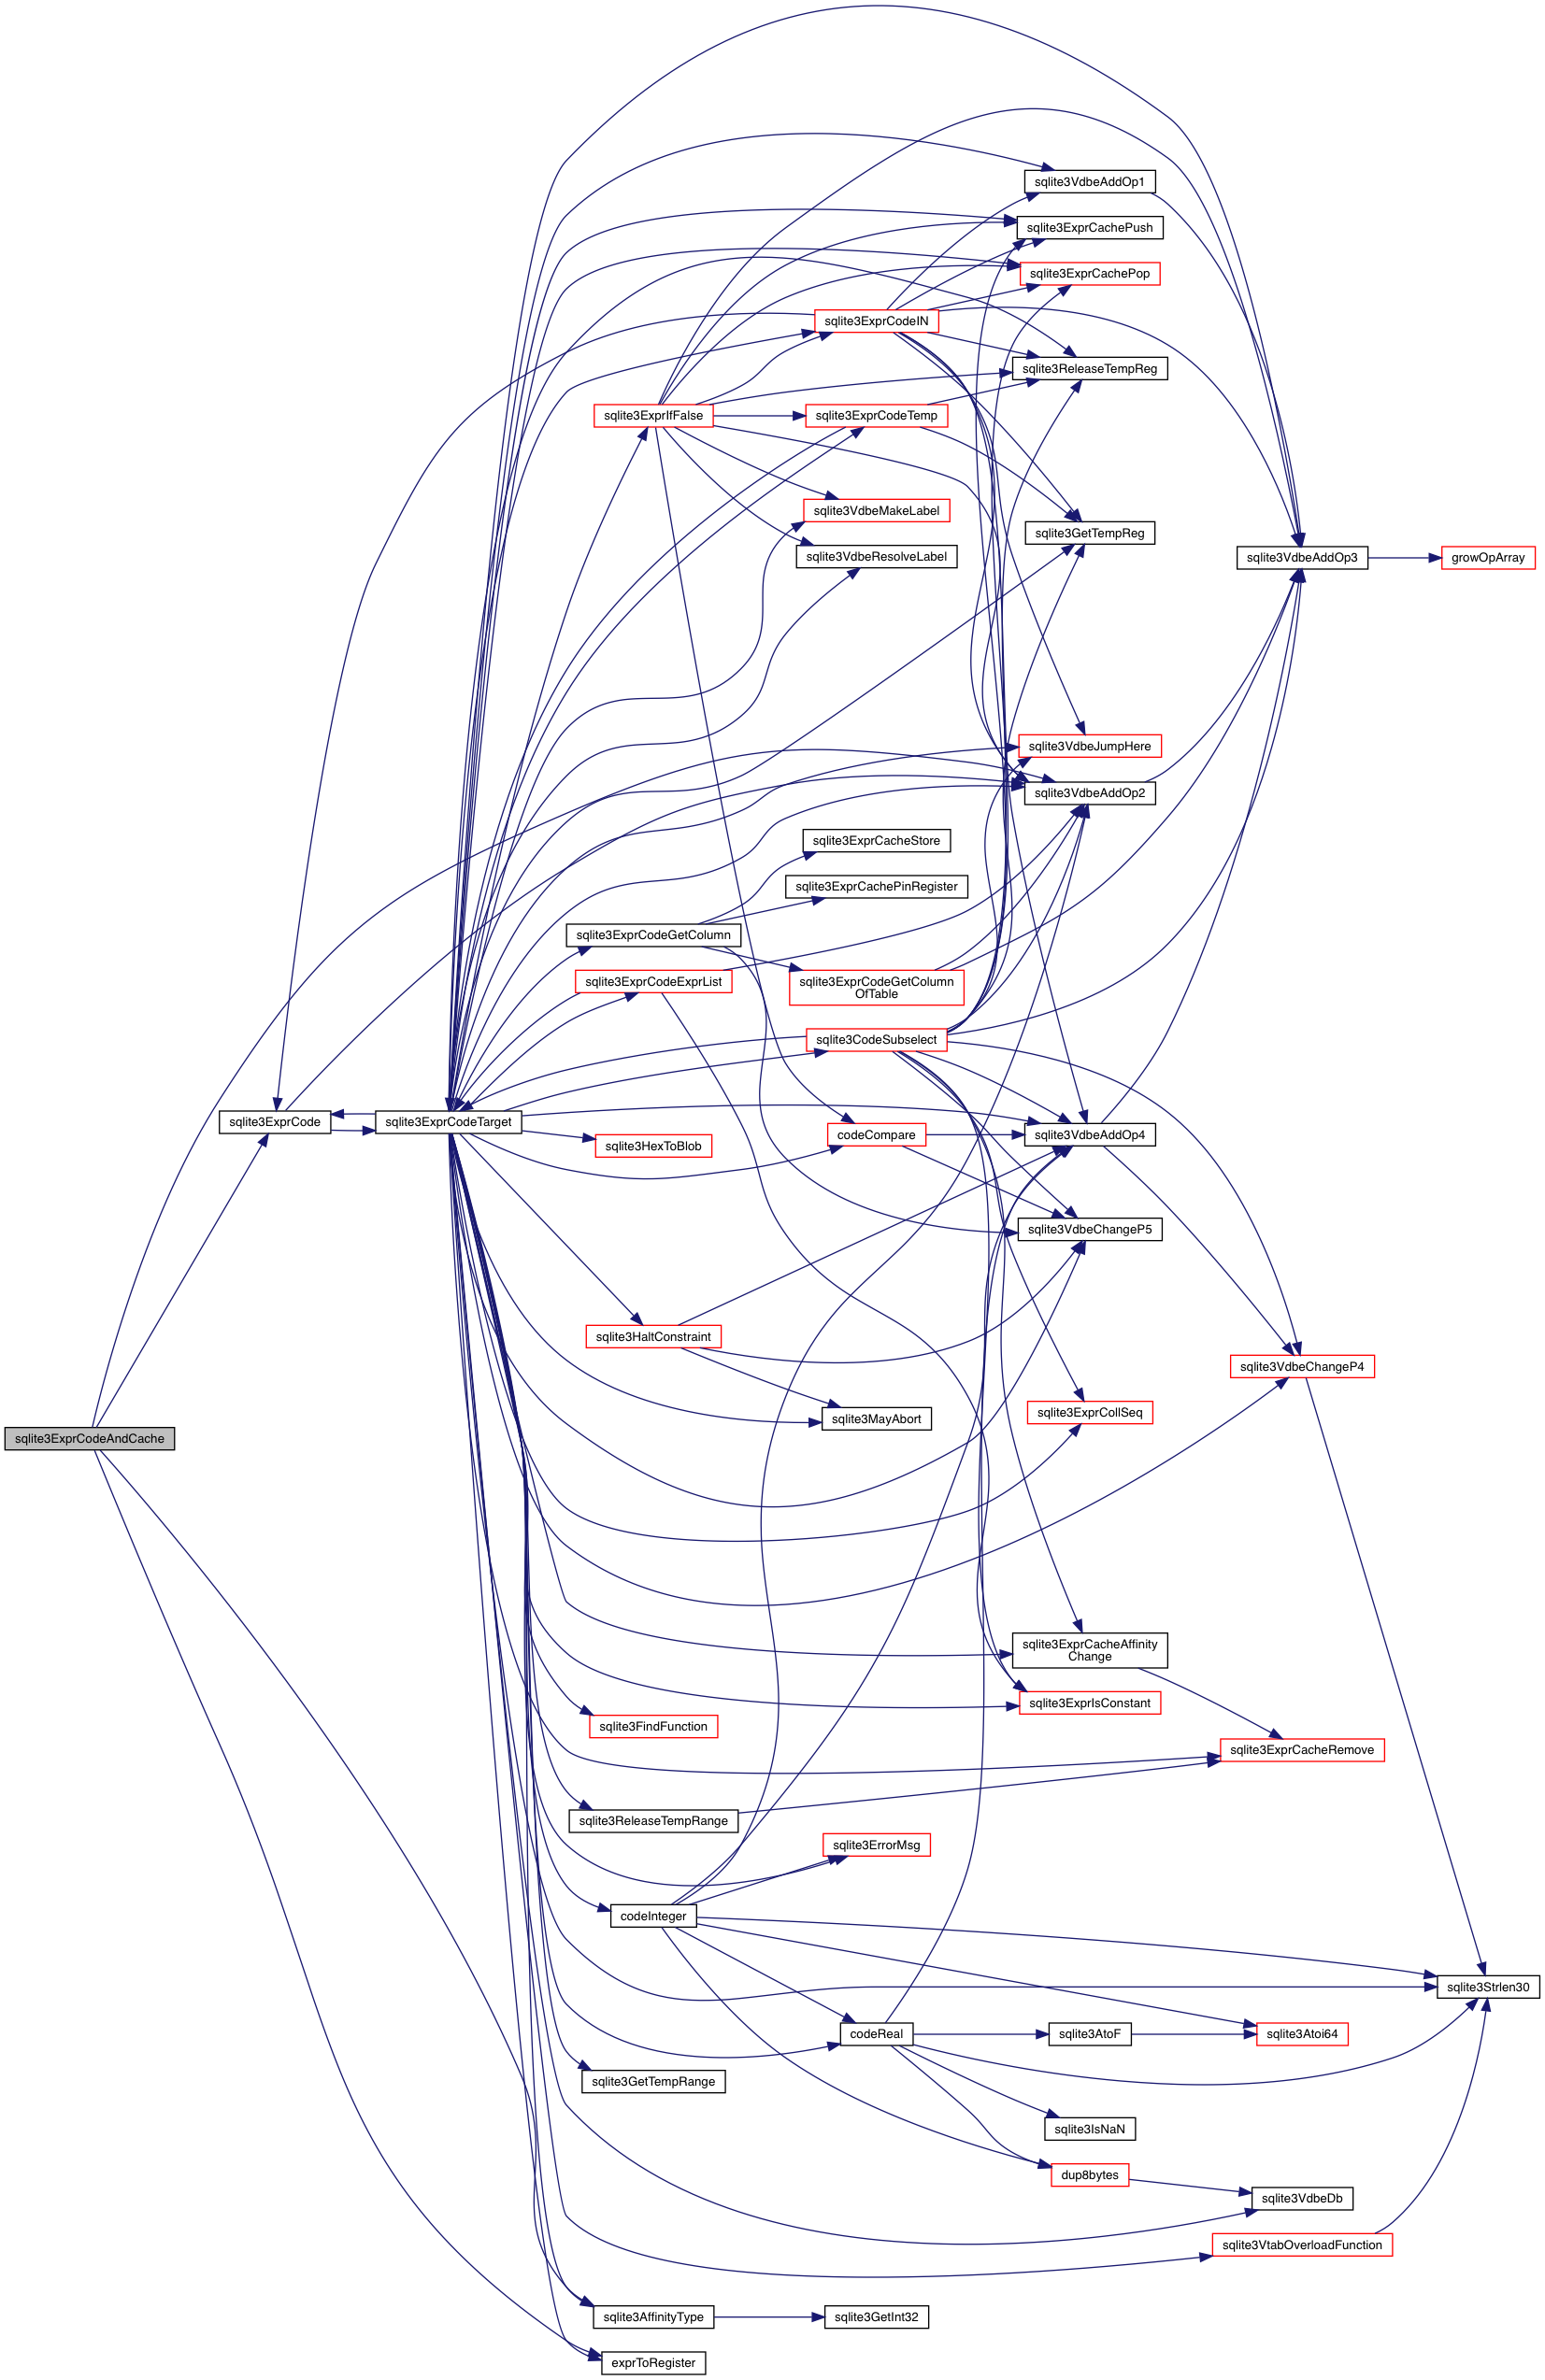 sqlite3VdbeAddOp1
sqlite3ExprCachePush
sqlite3ExprCachePop
sqlite3ExprCodeIN
sqlite3ReleaseTempReg
sqlite3ExprIfFalse
sqlite3ExprCodeTemp
sqlite3VdbeMakeLabel
sqlite3GetTempReg
sqlite3VdbeResolveLabel
sqlite3VdbeAddOp3
growOpArray
sqlite3VdbeJumpHere
sqlite3VdbeAddOp2
sqlite3ExprCacheStore
sqlite3ExprCachePinRegister
sqlite3ExprCodeGetColumn
sqlite3ExprCodeExprList
sqlite3ExprCodeGetColumn
OfTable
sqlite3CodeSubselect
sqlite3ExprCode
sqlite3ExprCodeTarget
sqlite3HexToBlob
codeCompare
sqlite3VdbeAddOp4
sqlite3VdbeChangeP5
sqlite3HaltConstraint
sqlite3VdbeChangeP4
sqlite3MayAbort
sqlite3ExprCollSeq
sqlite3ExprCodeAndCache
sqlite3ExprCacheAffinity
Change
sqlite3ExprIsConstant
sqlite3FindFunction
sqlite3ExprCacheRemove
sqlite3ReleaseTempRange
sqlite3ErrorMsg
codeInteger
sqlite3Strlen30
codeReal
sqlite3AtoF
sqlite3Atoi64
sqlite3GetTempRange
sqlite3IsNaN
dup8bytes
sqlite3VdbeDb
sqlite3VtabOverloadFunction
sqlite3AffinityType
sqlite3GetInt32
exprToRegister